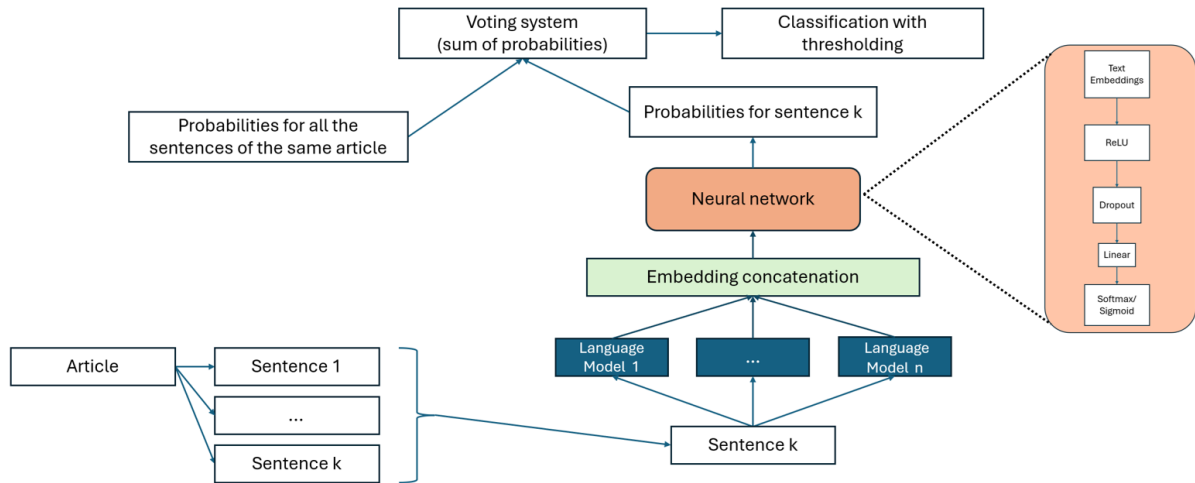 Voting system
(sum of probabilities)
Classification with
thresholding
Probabilities for all the
sentences of the same article
Probabilities for sentence k
Neural network
Embedding concatenation
Language
Model 1
...
Language
Model n
Sentence k
Article
Sentence 1
...
Sentence k
Text
Embeddings
ReLU
Dropout
Linear
Softmax/
Sigmoid